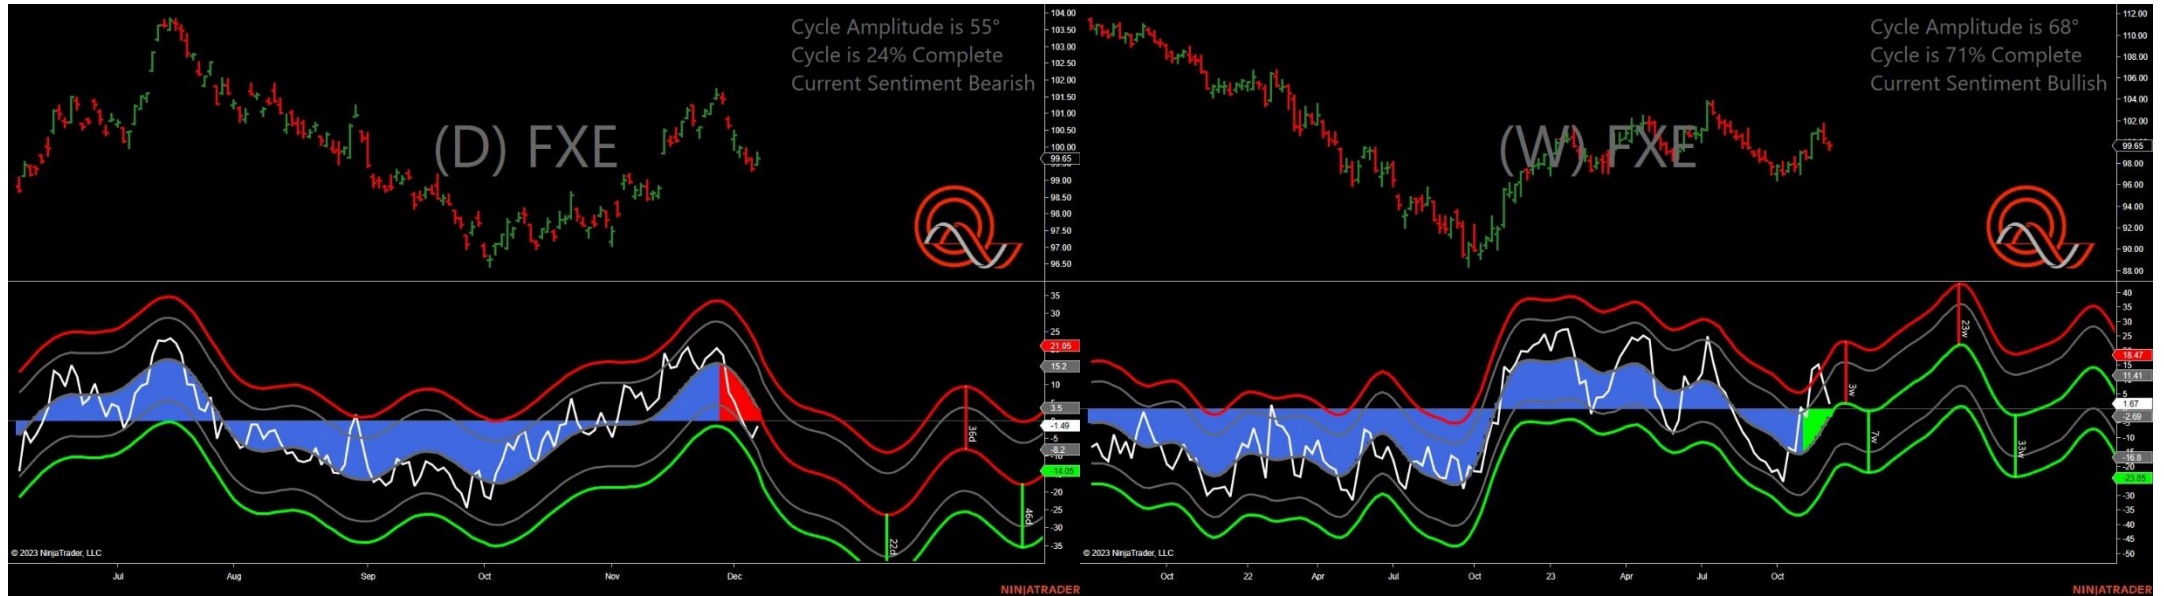 Cycle Amplitude is 55°
Cycle is 24% Complete
Current Sentiment Bearish
(D) FXE
104.00
103.50
103.00
102.50
102.00
101.50
101.00
100.50
100.00
99.65
99.00
98.50
98.00
97.50
97.00
96.50
35
30
25
21.05
15.2
10
5
3.5
-1.49
-5
-8.2
-14.05
-20
-25
-30
-35
36d
22d
46d
© 2023 NinjaTrader, LLC
Jul
Aug
Sep
Oct
Nov
Dec
NINJATRADER
Cycle Amplitude is 68°
Cycle is 71% Complete
Current Sentiment Bullish
(W) FXE
112.00
110.00
108.00
106.00
104.00
102.00
99.65
98.00
96.00
94.00
92.00
90.00
88.00
40
35
30
25
18.47
15
11.41
5
1.67
-2.69
-5
-10
-16.8
-20
-23.85
-30
-35
-40
-45
-50
3w
7w
23w
33w
© 2023 NinjaTrader, LLC
Oct
22
Apr
Jul
Oct
23
Apr
Jul
Oct
NINJATRADER